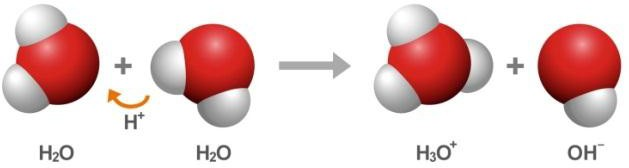 + + 
H⁺
H₂O H₂O H₃O⁺ OH⁻